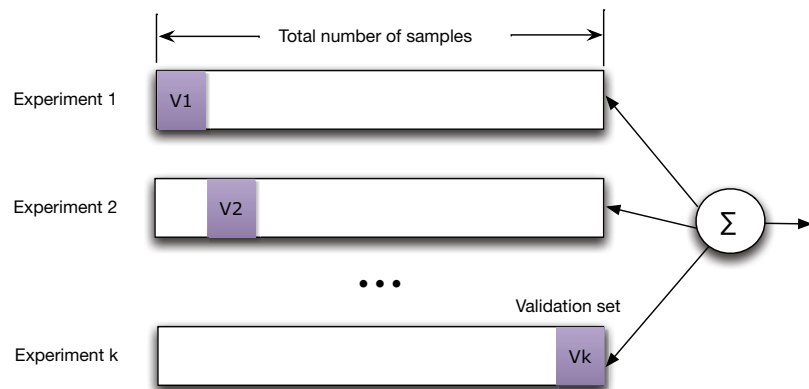 Total number of samples
Experiment 1
V1
Experiment 2
V2
Σ
•••
Validation set
Experiment k
Vk